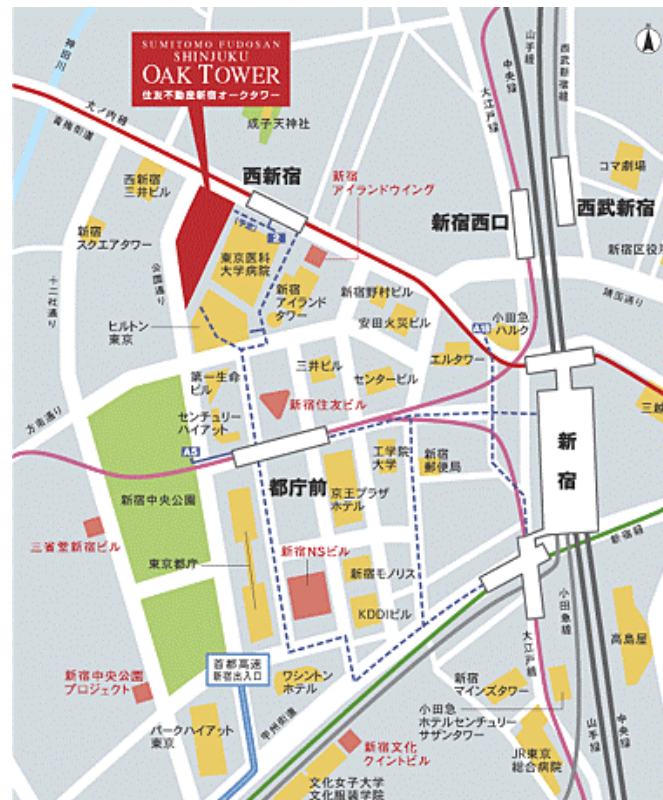 SUMITOMO FUDOSAN
SHINJUKU
OAK TOWER
住友不動産新宿オークタワー
神田川
丸ノ内線
青梅街道
成子天神社
山手線
中央線
西武新宿線
大江戸線
コマ劇場
西新宿
三井ビル
西新宿
新宿
アイランドウイング
新宿西口
西武新宿
新宿区役所
新宿
スクエアタワー
(予定)
東京医科
大学病院
十二社通り
公園通り
新宿
アイランド
タワー
新宿野村ビル
靖国通り
安田火災ビル
小田急
ハルク
A18
ヒルトン
東京
三井ビル
エルタワー
第一生命
ビル
センタービル
新宿住友ビル
センチュリー
ハイアット
三越
方南通り
A5
工学院
大学
新宿
郵便局
新宿
都庁前
京王プラザ
ホテル
新宿中央公園
三省堂新宿ビル
東京都庁
新宿NSビル
新宿モノリス
KDDIビル
新宿線
小田急線
大江戸線
高島屋
首都高速
新宿出入口
新宿中央公園
プロジェクト
ワシントン
ホテル
新宿
マインズタワー
甲州街道
小田急
ホテルセンチュリー
サザンタワー
山手線
中央線
パークハイアット
東京
新宿文化
クイントビル
JR東京
総合病院
文化女子大学
文化服装学院